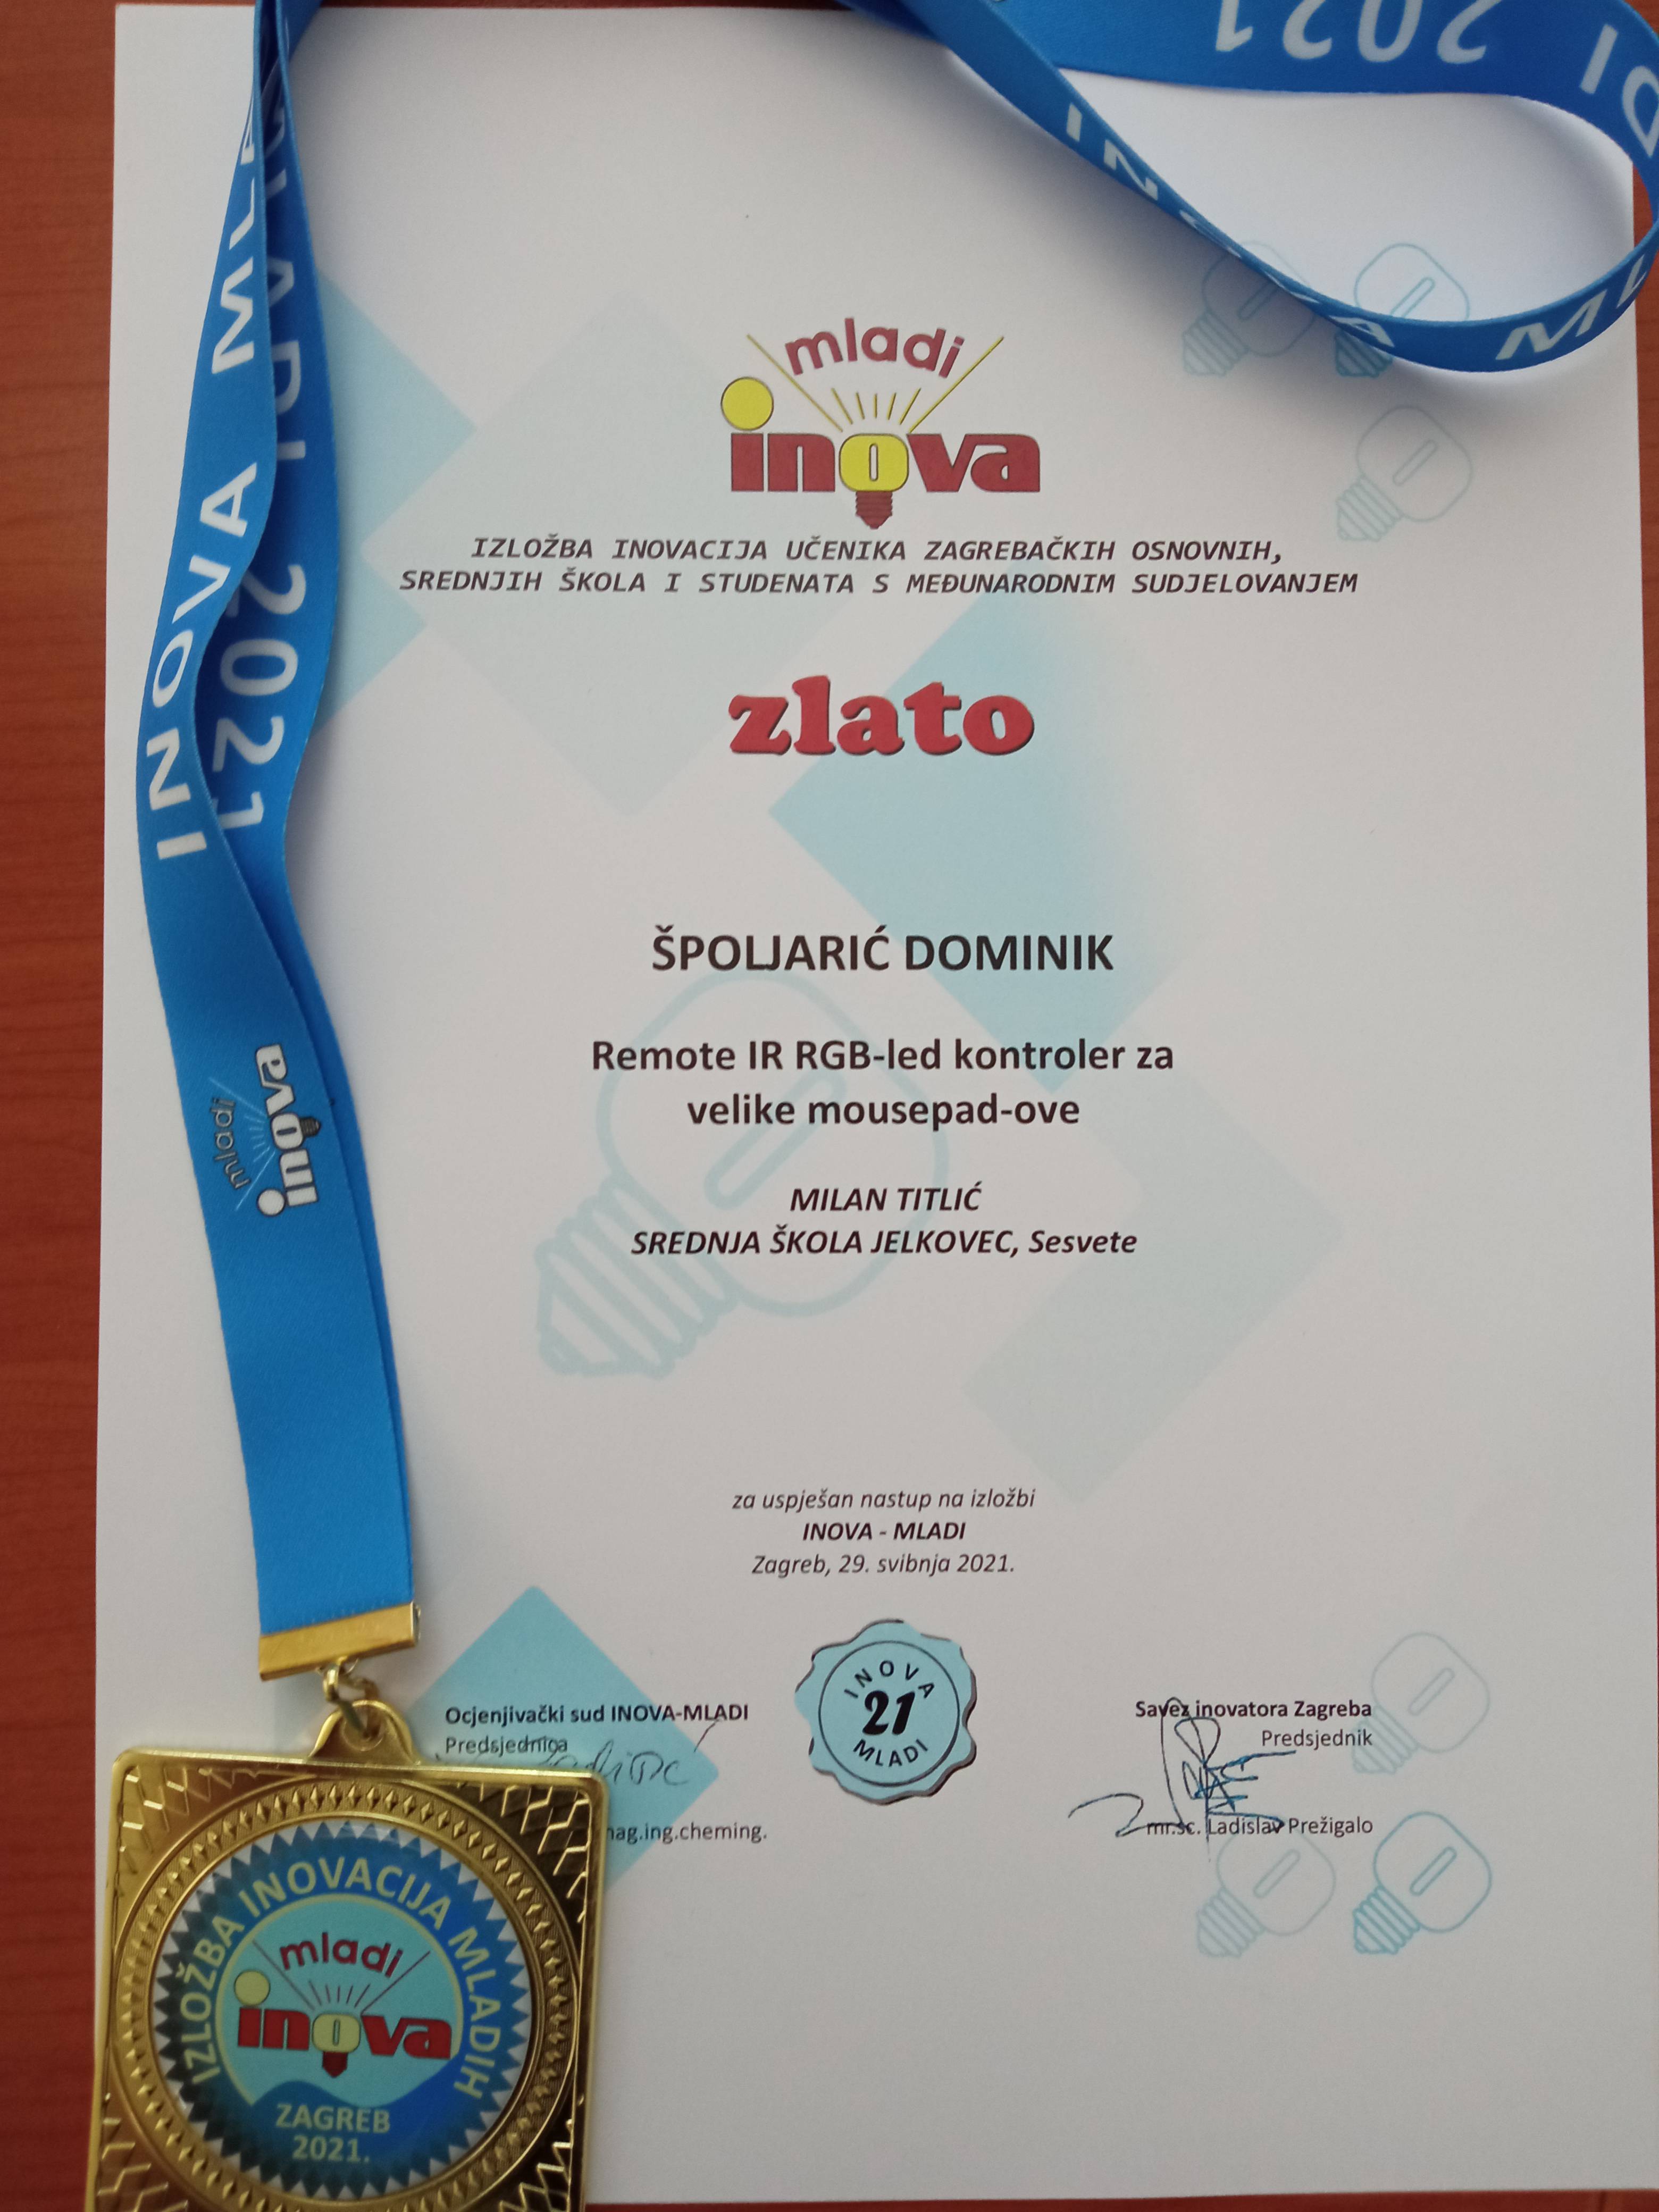 2021
DI
INOVA ML
INOVA MLA
MLADI 2021
mladi
inova
mladi
inova
IZLOŽBA INOVACIJA UČENIKA ZAGREBAČKIH OSNOVNIH,
SREDNJIH ŠKOLA I STUDENATA S MEĐUNARODNIM SUDJELOVANJEM
zlato
ŠPOLJARIĆ DOMINIK
Remote IR RGB-led kontroler za
velike mousepad-ove
MILAN TITLIĆ
SREDNJA ŠKOLA JELKOVEC, Sesvete
za uspješan nastup na izložbi
INOVA - MLADI
Zagreb, 29. svibnja 2021.
Ocjenjivački sud INOVA-MLADI
Predsjednica
mag.ing.cheming.
INOVA
21
MLADI
Savez inovatora Zagreba
Predsjednik
mr.sc. Ladislav Prežigalo
IZLOŽBA INOVACIJA MLADIH
mladi
inova
ZAGREB
2021.